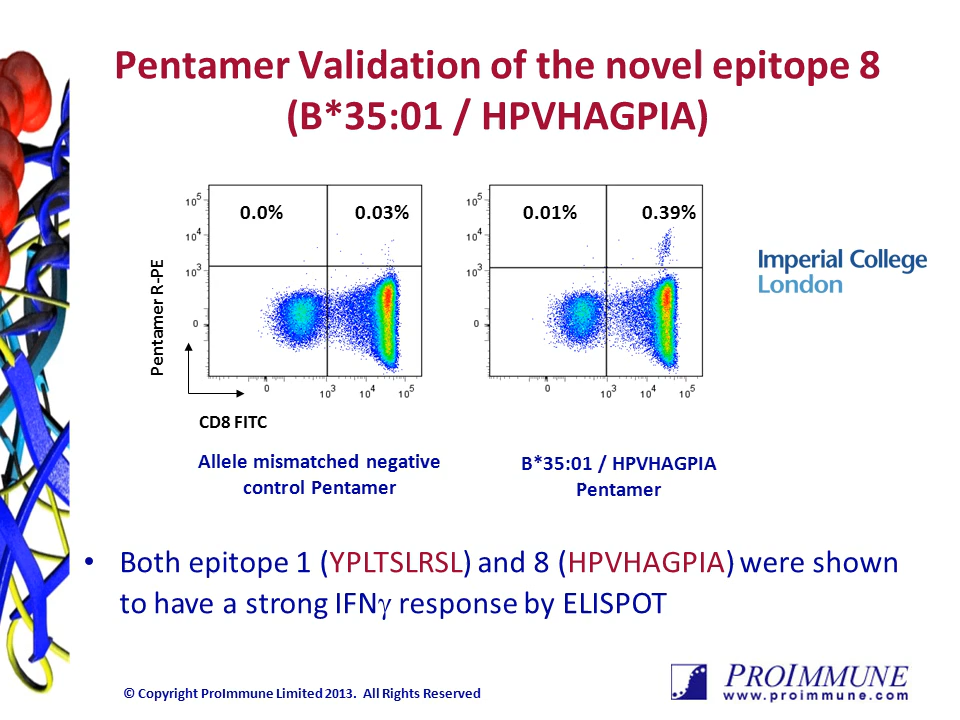 Pentamer Validation of the novel epitope 8
(B*35:01 / HPVHAGPIA)
10⁵
10⁴
10³
0
0.0%
0.03%
0
10³
10⁴
10⁵
Pentamer R-PE
CD8 FITC
10⁵
10⁴
10³
0
0.01%
0.39%
0
10³
10⁴
10⁵
Imperial College
London
Allele mismatched negative
control Pentamer
B*35:01 / HPVHAGPIA
Pentamer
• Both epitope 1 (YPLTSLRSL) and 8 (HPVHAGPIA) were shown
to have a strong IFNγ response by ELISPOT
© Copyright ProImmune Limited 2013. All Rights Reserved
PROIMMUNE
www.proimmune.com